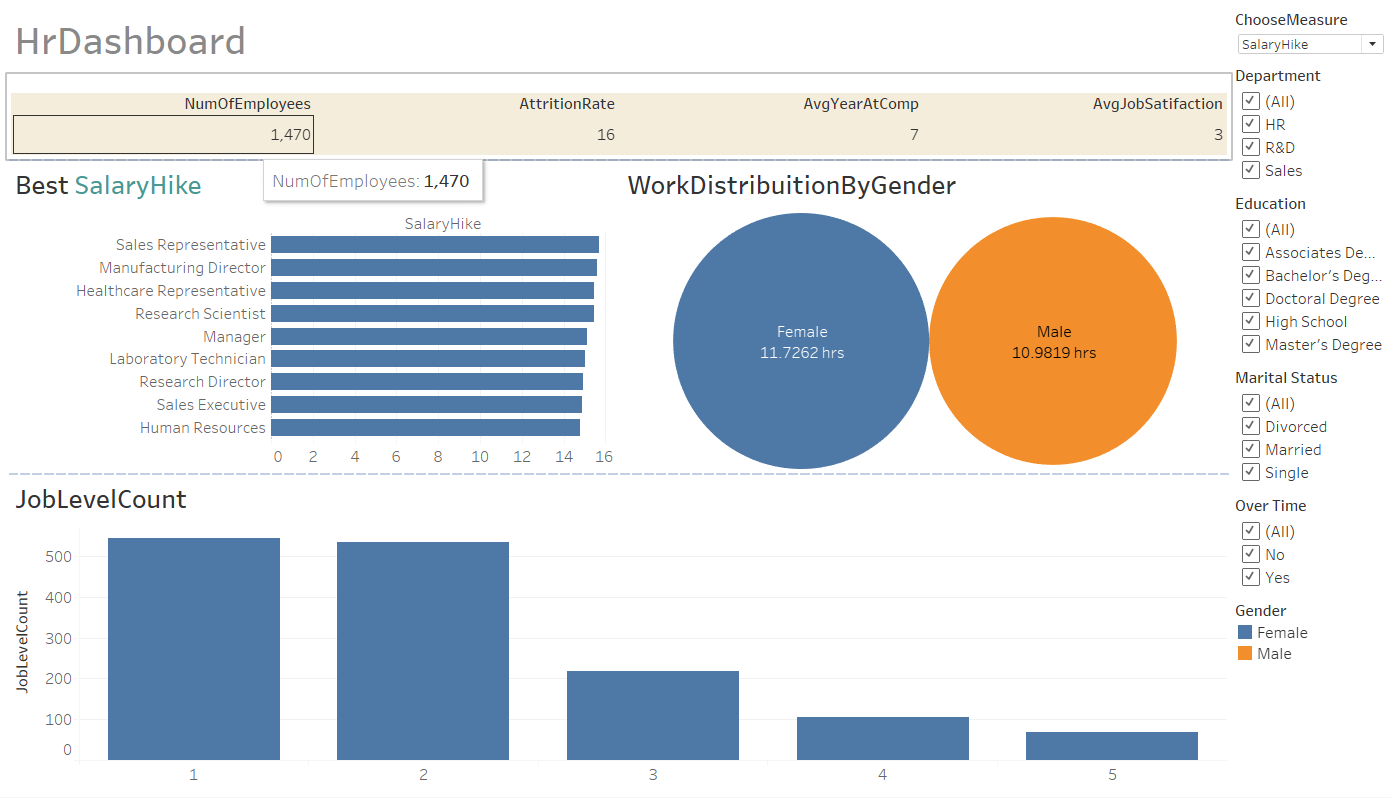 HrDashboard
NumOfEmployees AttritionRate AvgYearAtComp AvgJobSatifaction
1,470 16 7 3
NumOfEmployees: 1,470
Best SalaryHike
SalaryHike
Sales Representative
Manufacturing Director
Healthcare Representative
Research Scientist
Manager
Laboratory Technician
Research Director
Sales Executive
Human Resources
0 2 4 6 8 10 12 14 16
WorkDistribuitionByGender
Female
11.7262 hrs
Male
10.9819 hrs
JobLevelCount
JobLevelCount
500
400
300
200
100
0
1 2 3 4 5
ChooseMeasure
SalaryHike
Department
(All)
HR
R&D
Sales
Education
(All)
Associates De...
Bachelor's Deg...
Doctoral Degree
High School
Master's Degree
Marital Status
(All)
Divorced
Married
Single
Over Time
(All)
No
Yes
Gender
Female
Male